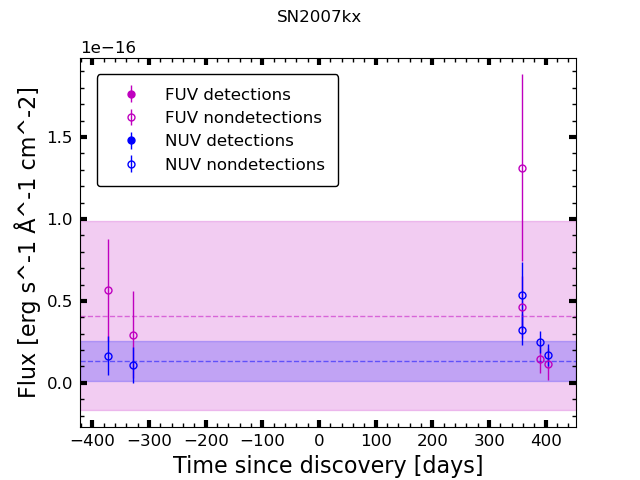 SN2007kx
1e−16
FUV detections
FUV nondetections
NUV detections
NUV nondetections
1.5
1.0
0.5
0.0
Flux [erg s^-1 Å^-1 cm^-2]
−400 −300 −200 −100 0 100 200 300 400
Time since discovery [days]